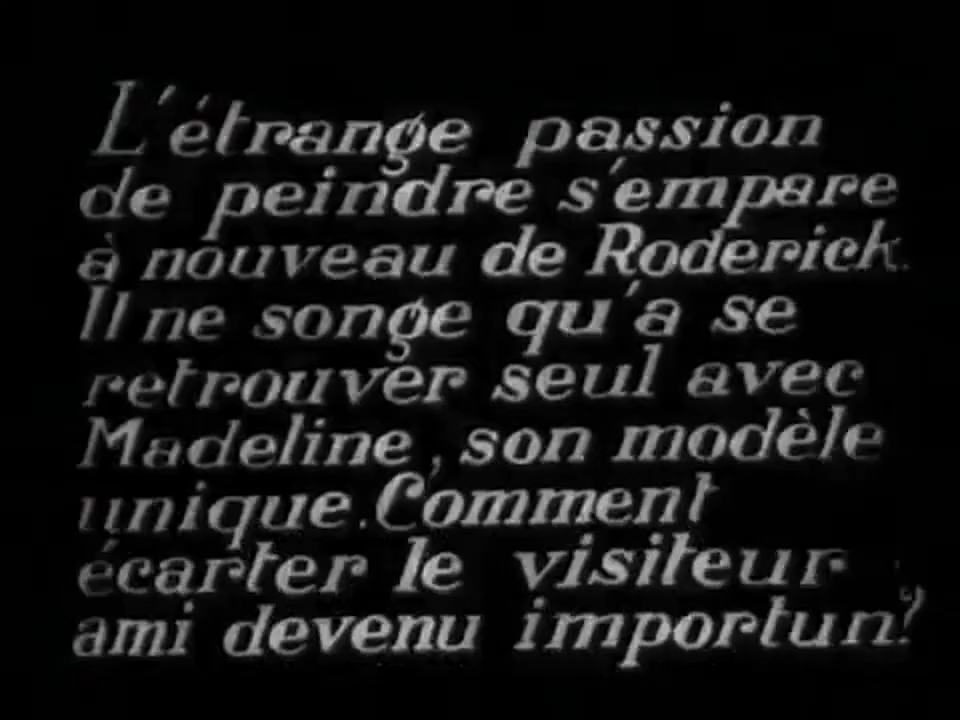 L'étrange passion
de peindre s'empare
à nouveau de Roderick.
Il ne songe qu'a se
retrouver seul avec
Madeline, son modèle
unique. Comment
écarter le visiteur
ami devenu importun?